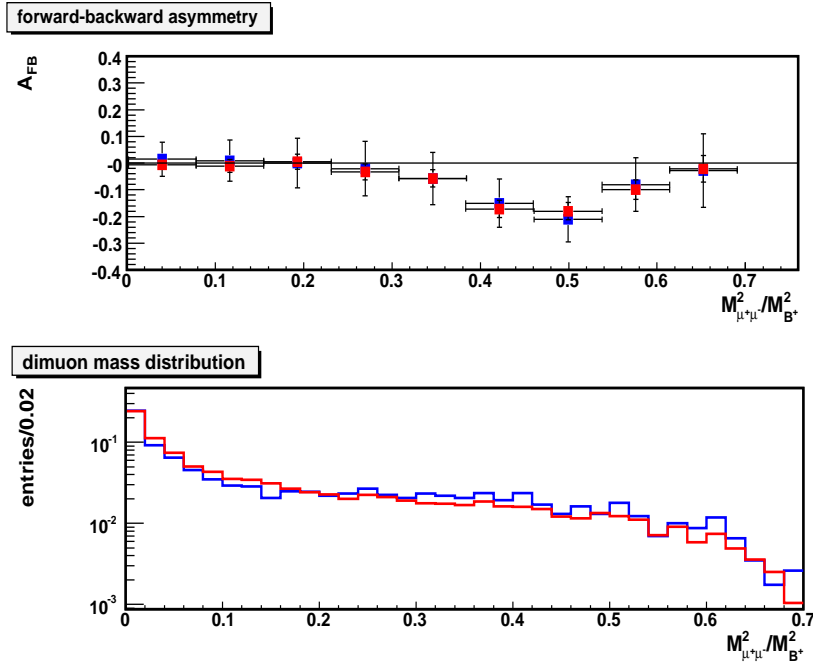 forward-backward asymmetry
A_FB
0.4
0.3
0.2
0.1
-0
-0.1
-0.2
-0.3
-0.4
0 0.1 0.2 0.3 0.4 0.5 0.6 0.7
M²_μ⁺μ⁻/M²_B⁺
dimuon mass distribution
entries/0.02
10⁻¹
10⁻²
10⁻³
0 0.1 0.2 0.3 0.4 0.5 0.6 0.7
M²_μ⁺μ⁻/M²_B⁺